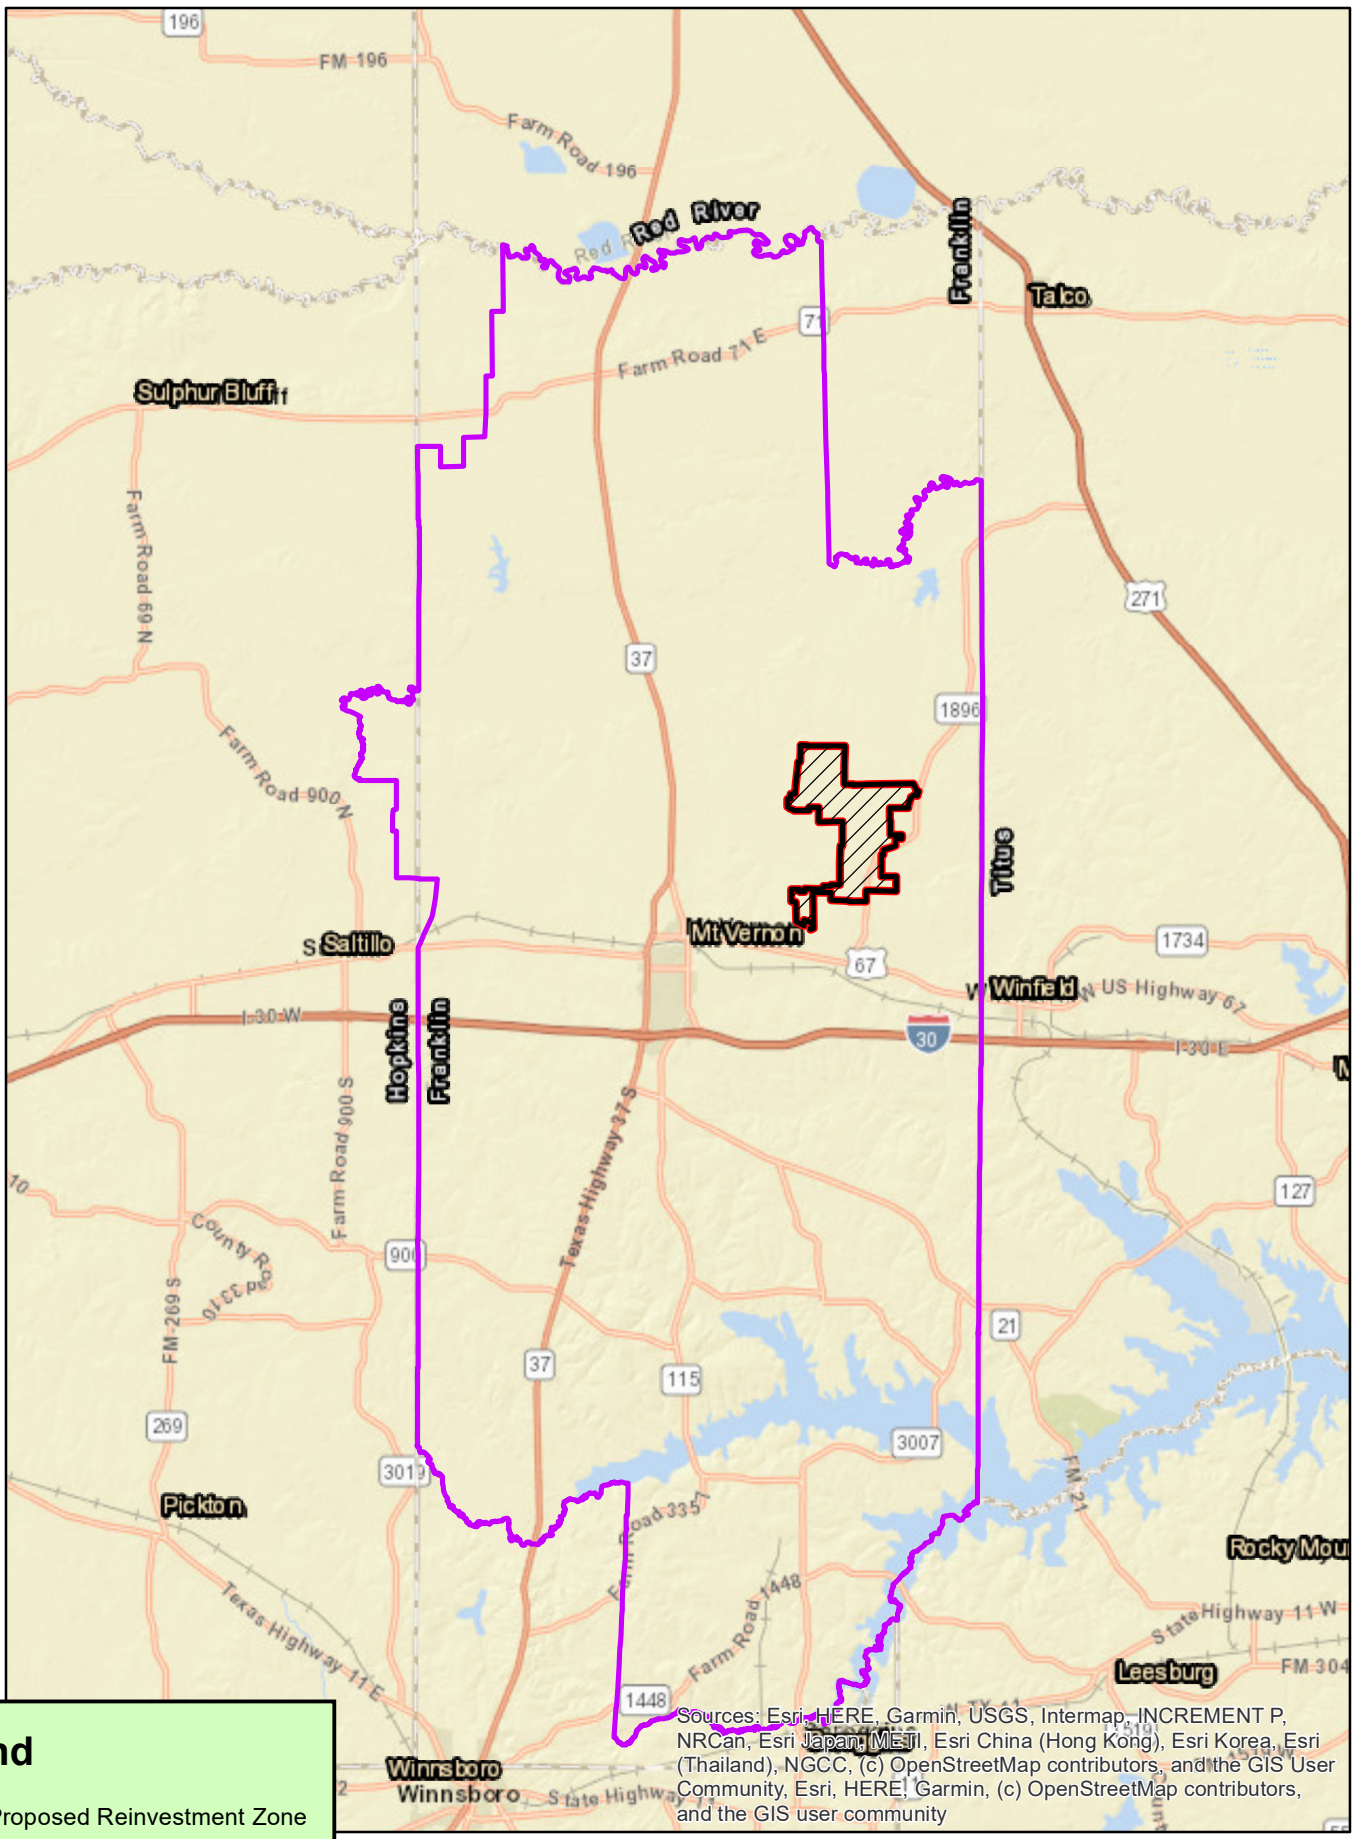 196
FM 196
Farm Road 196
Red River
Franklin
Talco
71
Farm Road 71 E
Sulphur Bluff
Farm Road 69 N
271
37
1896
Farm Road 900 N
Titus
Mt Vernon
Saltillo
1734
67
Winfield
US Highway 67
I 30 W
Hopkins
Franklin
30
I 30 E
Farm Road 900 S
Texas Highway 37 S
10
127
County Road 3310
900
FM-269 S
21
37
115
269
3007
3019
FM 21
Pickton
Farm Road 3357
Rocky Mou
Texas Highway 11 E
Farm Road 1448
State Highway 11 W
Leesburg
FM 304
1448
Sources: Esri, HERE, Garmin, USGS, Intermap, INCREMENT P,
NRCan, Esri Japan, METI, Esri China (Hong Kong), Esri Korea, Esri
(Thailand), NGCC, (c) OpenStreetMap contributors, and the GIS User
Community, Esri, HERE, Garmin, (c) OpenStreetMap contributors,
and the GIS user community
nd
Proposed Reinvestment Zone
Winnsboro
Winnsboro
State Highway